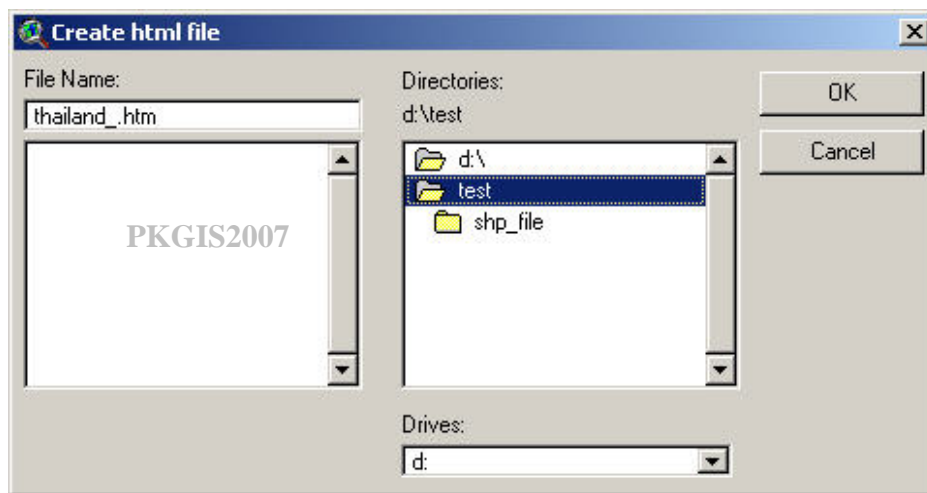 Create html file
File Name:
thailand_.htm
PKGIS2007
Directories:
d:\test
d:\
test
shp_file
Drives:
d:
OK
Cancel